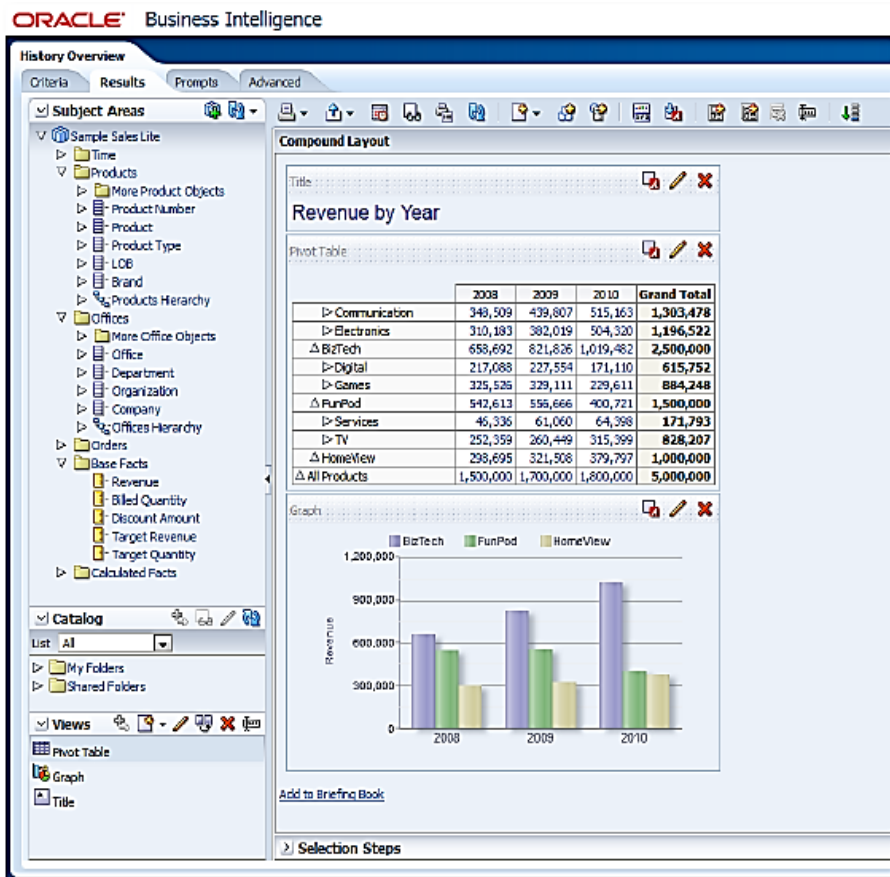 ORACLE Business Intelligence
History Overview
Criteria Results Prompts Advanced
Subject Areas
Sample Sales Lite
Time
Products
More Product Objects
Product Number
Product
Product Type
LOB
Brand
Products Hierarchy
Offices
More Office Objects
Office
Department
Organization
Company
Offices Hierarchy
Orders
Base Facts
Revenue
Billed Quantity
Discount Amount
Target Revenue
Target Quantity
Calculated Facts
Catalog
List All
My Folders
Shared Folders
Views
Pivot Table
Graph
Title
Compound Layout
Title
Revenue by Year
Pivot Table
2008 2009 2010 Grand Total
Communication 348,509 439,807 515,163 1,303,478
Electronics 310,183 382,019 504,320 1,196,522
BizTech 658,692 821,826 1,019,482 2,500,000
Digital 217,088 227,554 171,110 615,752
Games 325,526 329,111 229,611 884,248
FunPod 542,613 556,666 400,721 1,500,000
Services 46,336 61,060 64,398 171,793
TV 252,359 260,449 315,399 828,207
HomeView 298,695 321,508 379,797 1,000,000
All Products 1,500,000 1,700,000 1,800,000 5,000,000
Graph
BizTech FunPod HomeView
1,200,000
900,000
600,000
300,000
0
Revenue
2008 2009 2010
Add to Briefing Book
Selection Steps